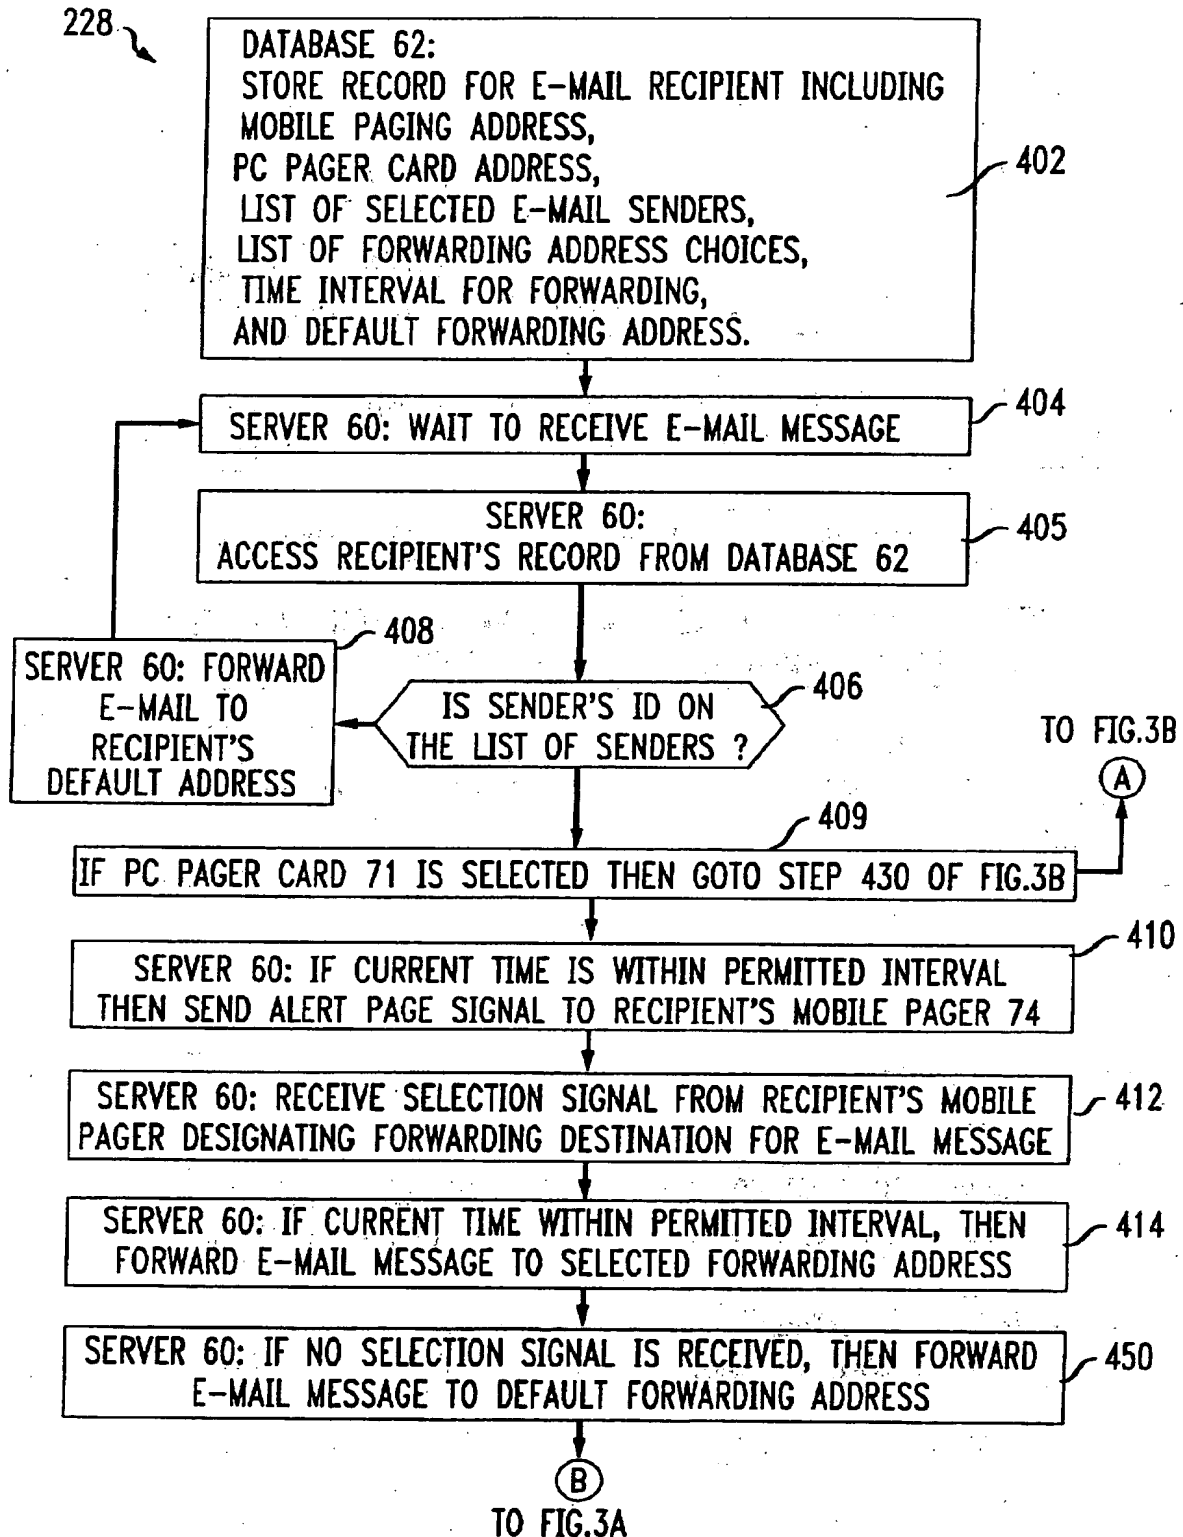 228
DATABASE 62:
STORE RECORD FOR E-MAIL RECIPIENT INCLUDING
MOBILE PAGING ADDRESS,
PC PAGER CARD ADDRESS,
LIST OF SELECTED E-MAIL SENDERS,
LIST OF FORWARDING ADDRESS CHOICES,
TIME INTERVAL FOR FORWARDING,
AND DEFAULT FORWARDING ADDRESS.
402
SERVER 60: WAIT TO RECEIVE E-MAIL MESSAGE
404
SERVER 60:
ACCESS RECIPIENT'S RECORD FROM DATABASE 62
405
408
SERVER 60: FORWARD
E-MAIL TO
RECIPIENT'S
DEFAULT ADDRESS
IS SENDER'S ID ON
THE LIST OF SENDERS ?
406
TO FIG.3B
A
409
IF PC PAGER CARD 71 IS SELECTED THEN GOTO STEP 430 OF FIG.3B
410
SERVER 60: IF CURRENT TIME IS WITHIN PERMITTED INTERVAL
THEN SEND ALERT PAGE SIGNAL TO RECIPIENT'S MOBILE PAGER 74
SERVER 60: RECEIVE SELECTION SIGNAL FROM RECIPIENT'S MOBILE
PAGER DESIGNATING FORWARDING DESTINATION FOR E-MAIL MESSAGE
412
SERVER 60: IF CURRENT TIME WITHIN PERMITTED INTERVAL, THEN
FORWARD E-MAIL MESSAGE TO SELECTED FORWARDING ADDRESS
414
SERVER 60: IF NO SELECTION SIGNAL IS RECEIVED, THEN FORWARD
E-MAIL MESSAGE TO DEFAULT FORWARDING ADDRESS
450
B
TO FIG.3A